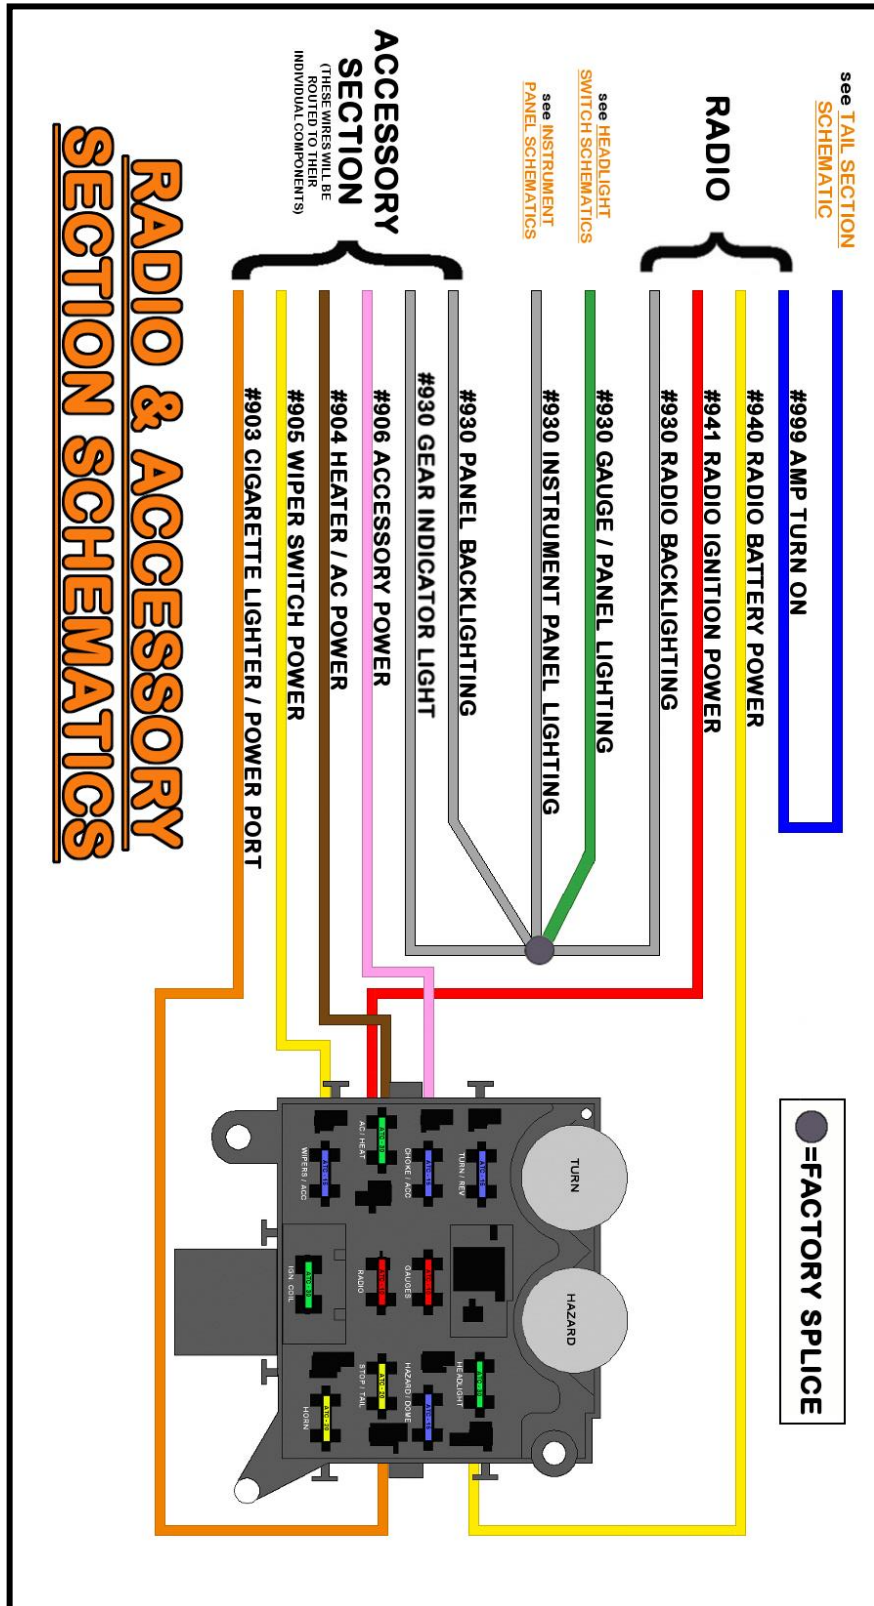 see TAIL SECTION
SCHEMATIC
RADIO
see HEADLIGHT
SWITCH SCHEMATICS
see INSTRUMENT
PANEL SCHEMATICS
ACCESSORY
SECTION
(THESE WIRES WILL BE
ROUTED TO THEIR
INDIVIDUAL COMPONENTS)
#999 AMP TURN ON
#940 RADIO BATTERY POWER
#941 RADIO IGNITION POWER
#930 RADIO BACKLIGHTING
#930 GAUGE / PANEL LIGHTING
#930 INSTRUMENT PANEL LIGHTING
#930 PANEL BACKLIGHTING
#930 GEAR INDICATOR LIGHT
#906 ACCESSORY POWER
#904 HEATER / AC POWER
#905 WIPER SWITCH POWER
#903 CIGARETTE LIGHTER / POWER PORT
=FACTORY SPLICE
TURN
HAZARD
TURN / REV
CHOKE / ACC
AC / HEAT
WIPERS / ACC
GAUGES
RADIO
IGN. COIL
HEADLIGHT
HAZARD / DOME
STOP / TAIL
HORN
RADIO & ACCESSORY
SECTION SCHEMATICS